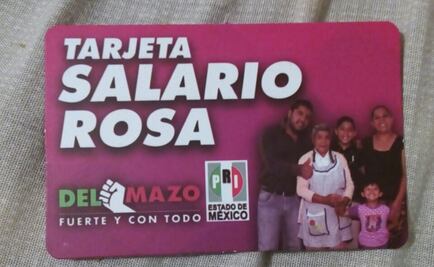 TARJETA
SALARIO
ROSA
DEL MAZO
FUERTE Y CON TODO
PRI
ESTADO DE
MÉXICO